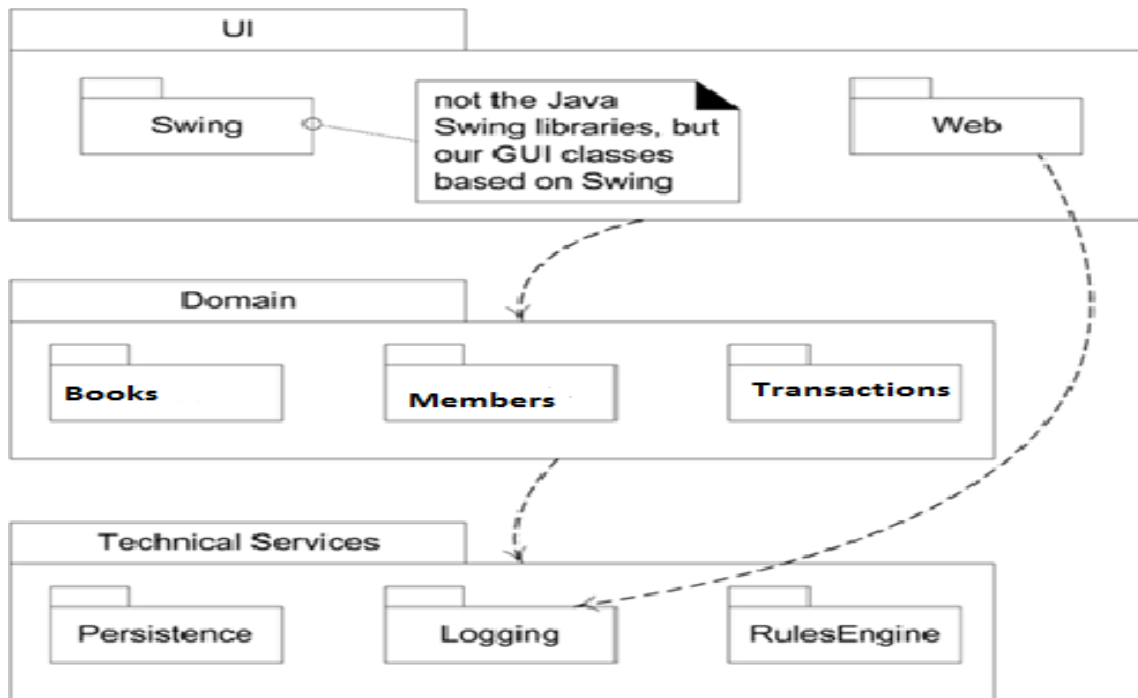 UI
Swing
not the Java
Swing libraries, but
our GUI classes
based on Swing
Web
Domain
Books
Members
Transactions
Technical Services
Persistence
Logging
RulesEngine